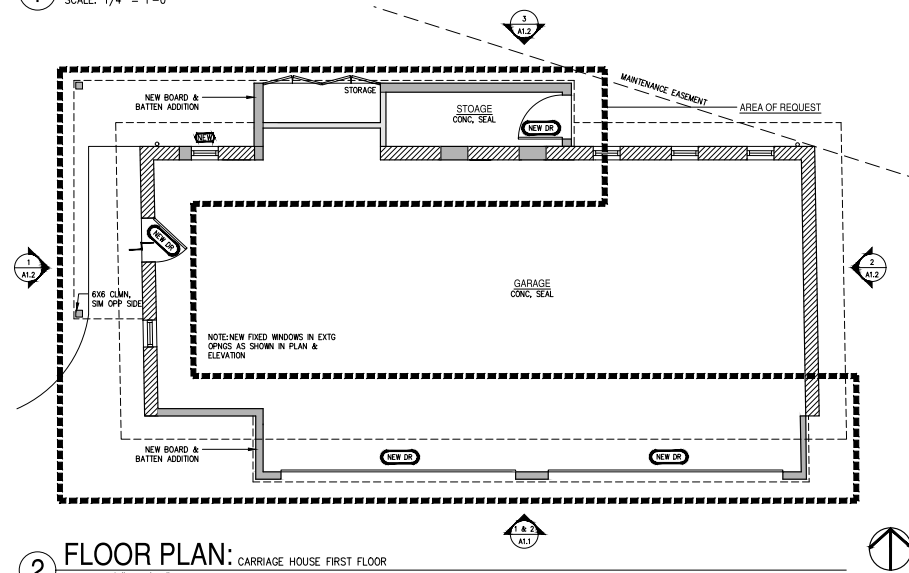 1
SCALE: 1/4" = 1'-0"
3
A1.2
MAINTENANCE EASEMENT
NEW BOARD &
BATTEN ADDITION
STORAGE
STOAGE
CONC, SEAL
AREA OF REQUEST
NEW DR
NEW
NEW DR
1
A1.2
2
A1.2
GARAGE
CONC, SEAL
6X6 CLMN,
SIM OPP SIDE
NOTE:NEW FIXED WINDOWS IN EXTG
OPNGS AS SHOWN IN PLAN &
ELEVATION
NEW BOARD &
BATTEN ADDITION
NEW DR
NEW DR
1 & 2
A1.1
2
FLOOR PLAN: CARRIAGE HOUSE FIRST FLOOR